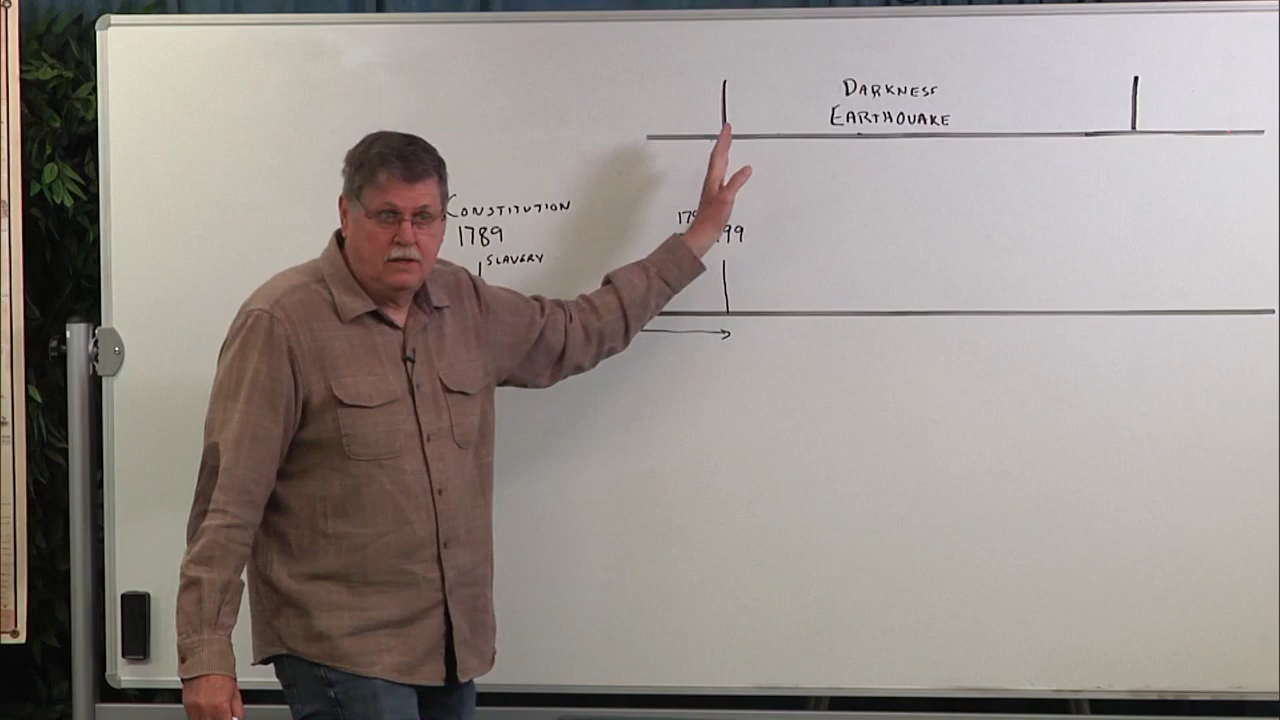 DARKNESS
EARTHQUAKE
CONSTITUTION
1789
SLAVERY